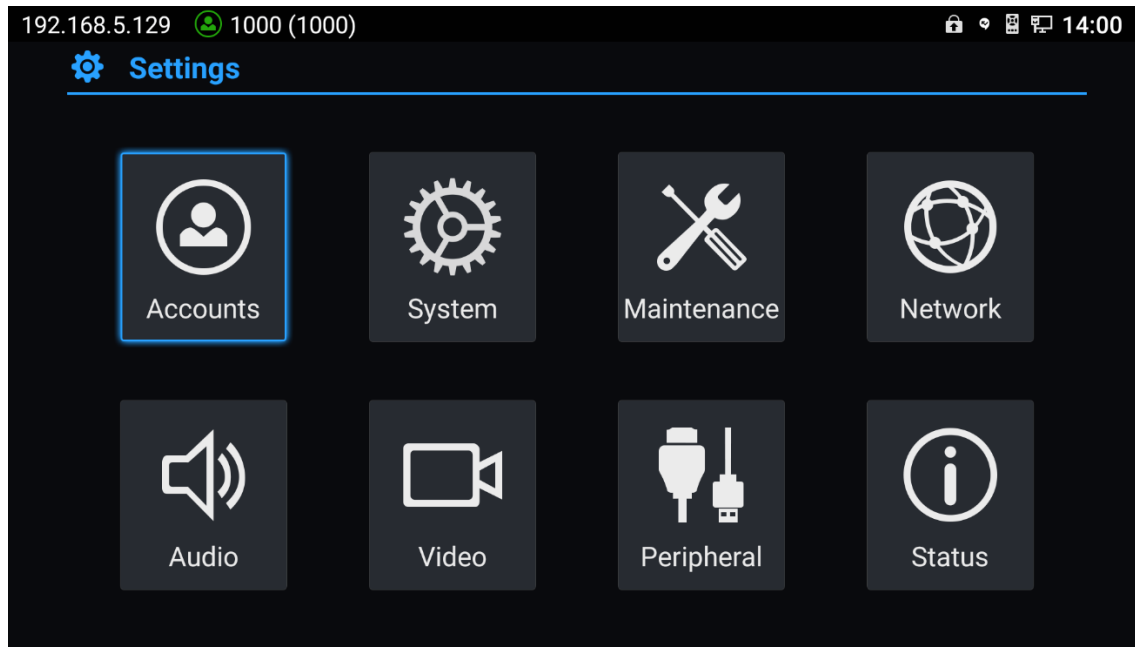 192.168.5.129 1000 (1000) 14:00
Settings
Accounts System Maintenance Network
Audio Video Peripheral Status